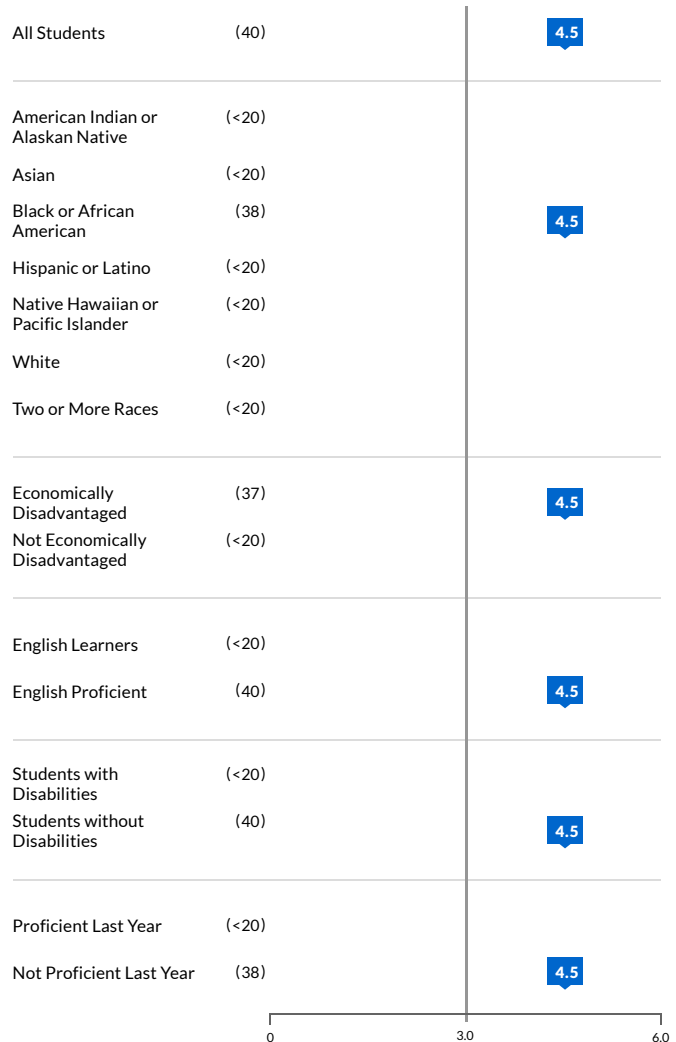 All Students (40) 4.5
American Indian or (<20)
Alaskan Native
Asian (<20)
Black or African (38) 4.5
American
Hispanic or Latino (<20)
Native Hawaiian or (<20)
Pacific Islander
White (<20)
Two or More Races (<20)
Economically (37) 4.5
Disadvantaged
Not Economically (<20)
Disadvantaged
English Learners (<20)
English Proficient (40) 4.5
Students with (<20)
Disabilities
Students without (40) 4.5
Disabilities
Proficient Last Year (<20)
Not Proficient Last Year (38) 4.5
0 3.0 6.0